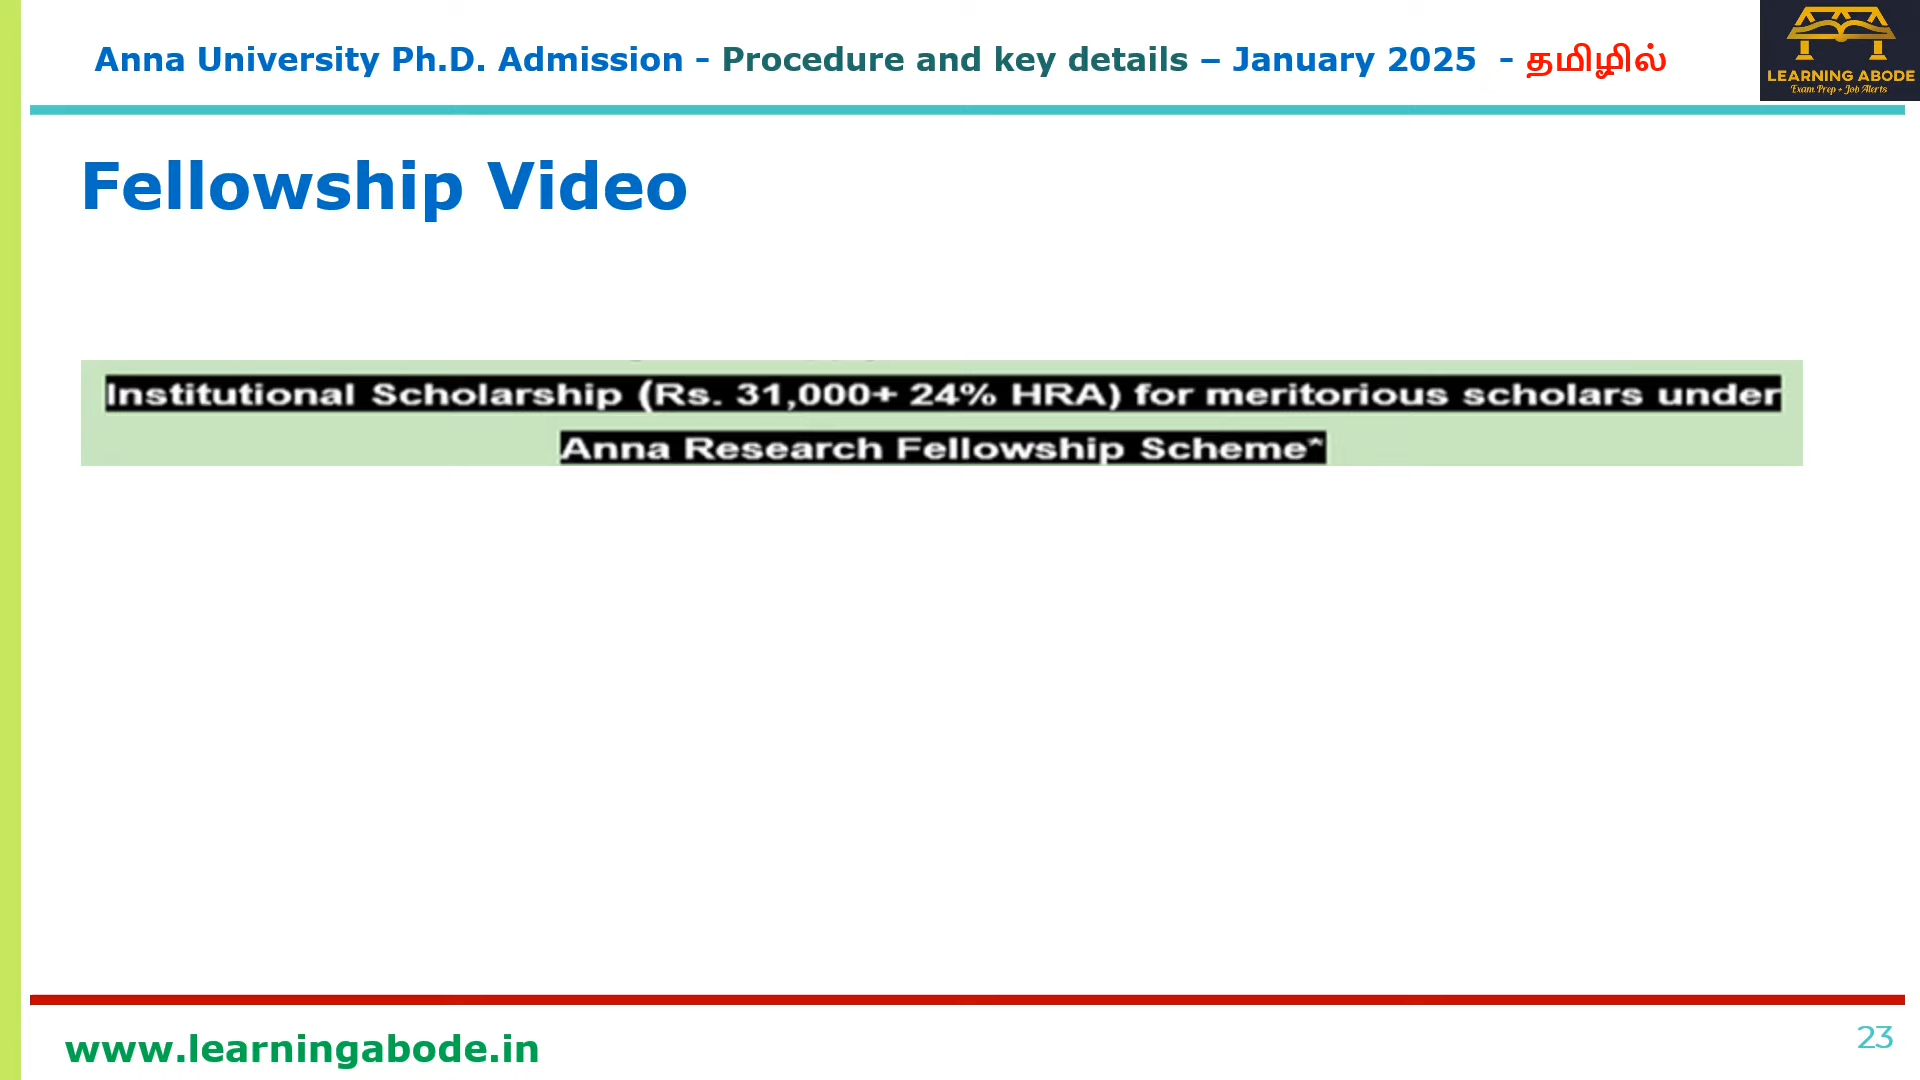 Anna University Ph.D. Admission - Procedure and key details – January 2025 - தமிழில்
LEARNING ABODE
Exam Prep + Job Alerts
Fellowship Video
Institutional Scholarship (Rs. 31,000+ 24% HRA) for meritorious scholars under
Anna Research Fellowship Scheme*
www.learningabode.in
23